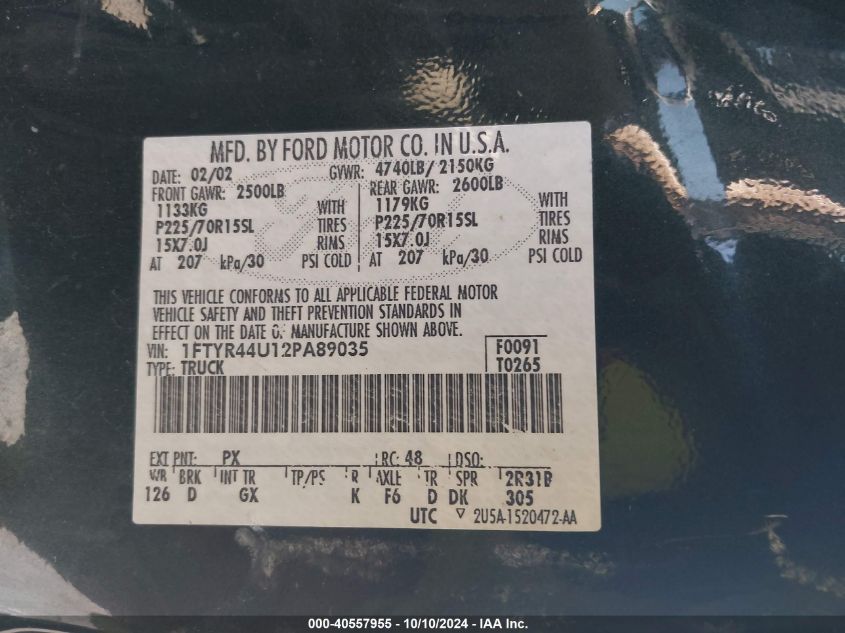 MFD. BY FORD MOTOR CO. IN U.S.A.
DATE: 02/02 GVWR: 4740LB/ 2150KG
FRONT GAWR: 2500LB REAR GAWR: 2600LB
1133KG WITH 1179KG WITH
P225/70R15SL TIRES P225/70R15SL TIRES
15X7.0J RIMS 15X7.0J RIMS
AT 207 kPa/30 PSI COLD AT 207 kPa/30 PSI COLD
THIS VEHICLE CONFORMS TO ALL APPLICABLE FEDERAL MOTOR
VEHICLE SAFETY AND THEFT PREVENTION STANDARDS IN
EFFECT ON THE DATE OF MANUFACTURE SHOWN ABOVE.
VIN: 1FTYR44U12PA89035 F0091
TYPE: TRUCK T0265
EXT PNT: PX RC: 48 DSO:
WB BRK INT TR TP/PS R AXLE TR SPR 2R31B
126 D GX K F6 D DK 305
UTC ▽ 2U5A-1520472-AA
000-40557955 - 10/10/2024 - IAA Inc.